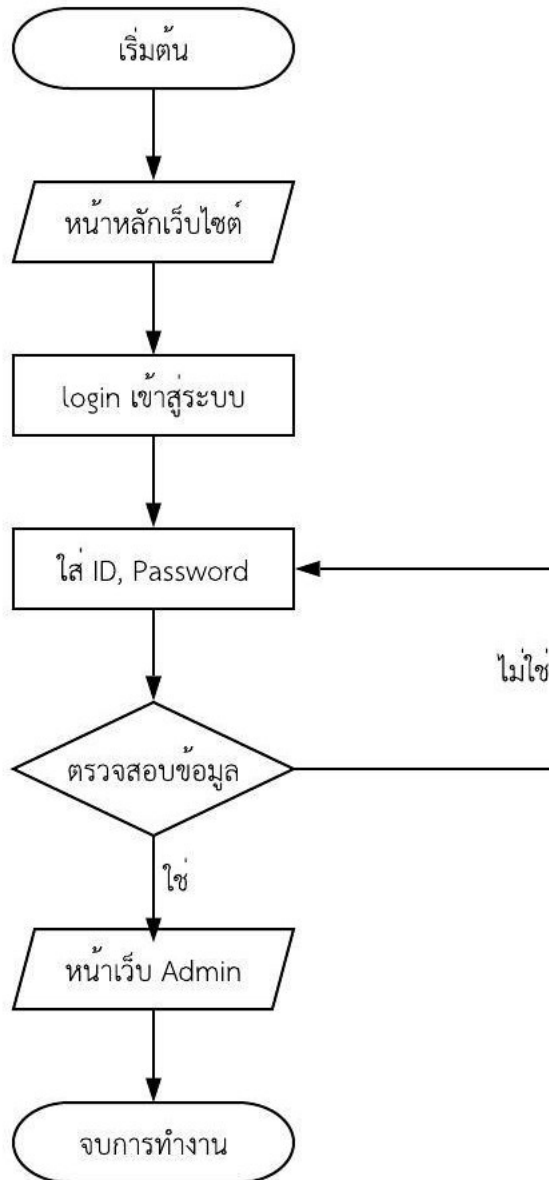 เริ่มต้น
หน้าหลักเว็บไซต์
login เข้าสู่ระบบ
ใส่ ID, Password
ไม่ใช่
ตรวจสอบข้อมูล
ใช่
หน้าเว็บ Admin
จบการทำงาน